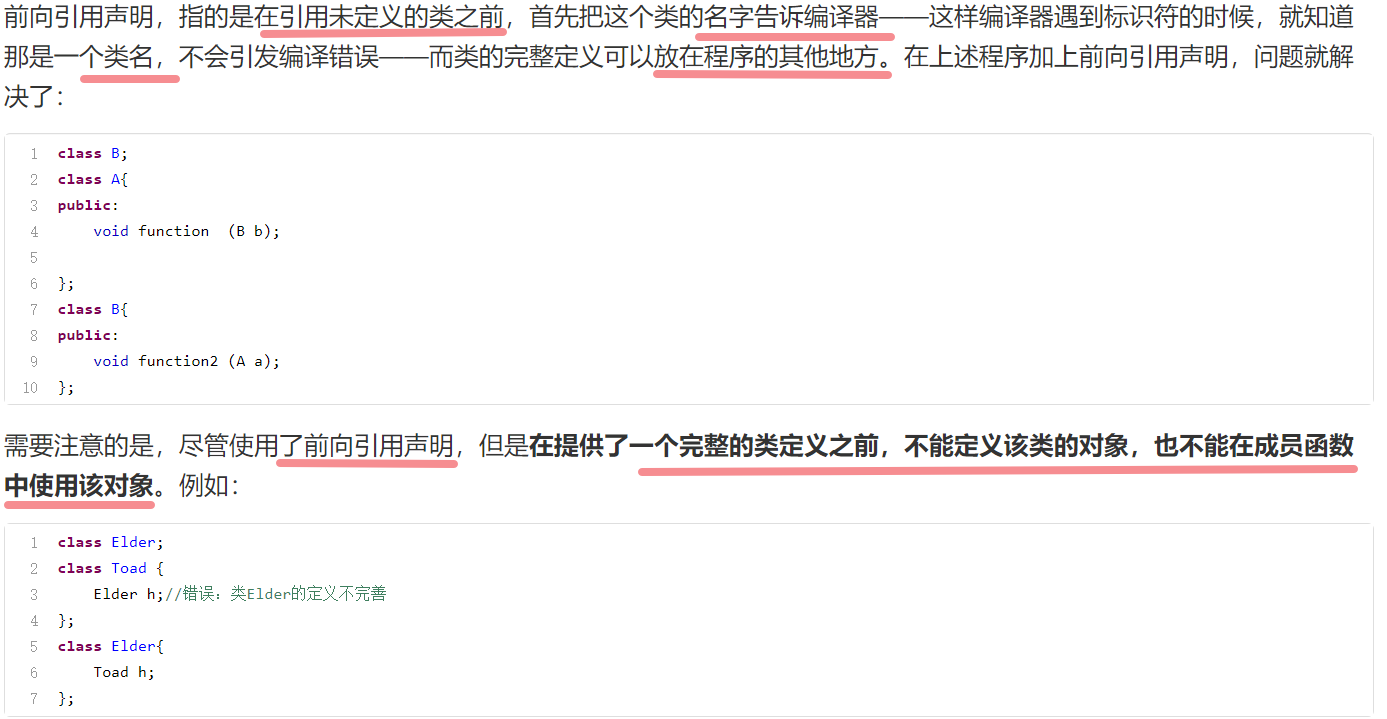 前向引用声明，指的是在引用未定义的类之前，首先把这个类的名字告诉编译器——这样编译器遇到标识符的时候，就知道
那是一个类名，不会引发编译错误——而类的完整定义可以放在程序的其他地方。在上述程序加上前向引用声明，问题就解
决了：
1 class B;
2 class A{
3 public:
4     void function  (B b);
5
6 };
7 class B{
8 public:
9     void function2 (A a);
10 };
需要注意的是，尽管使用了前向引用声明，但是在提供了一个完整的类定义之前，不能定义该类的对象，也不能在成员函数
中使用该对象。例如：
1 class Elder;
2 class Toad {
3     Elder h;//错误：类Elder的定义不完善
4 };
5 class Elder{
6     Toad h;
7 };